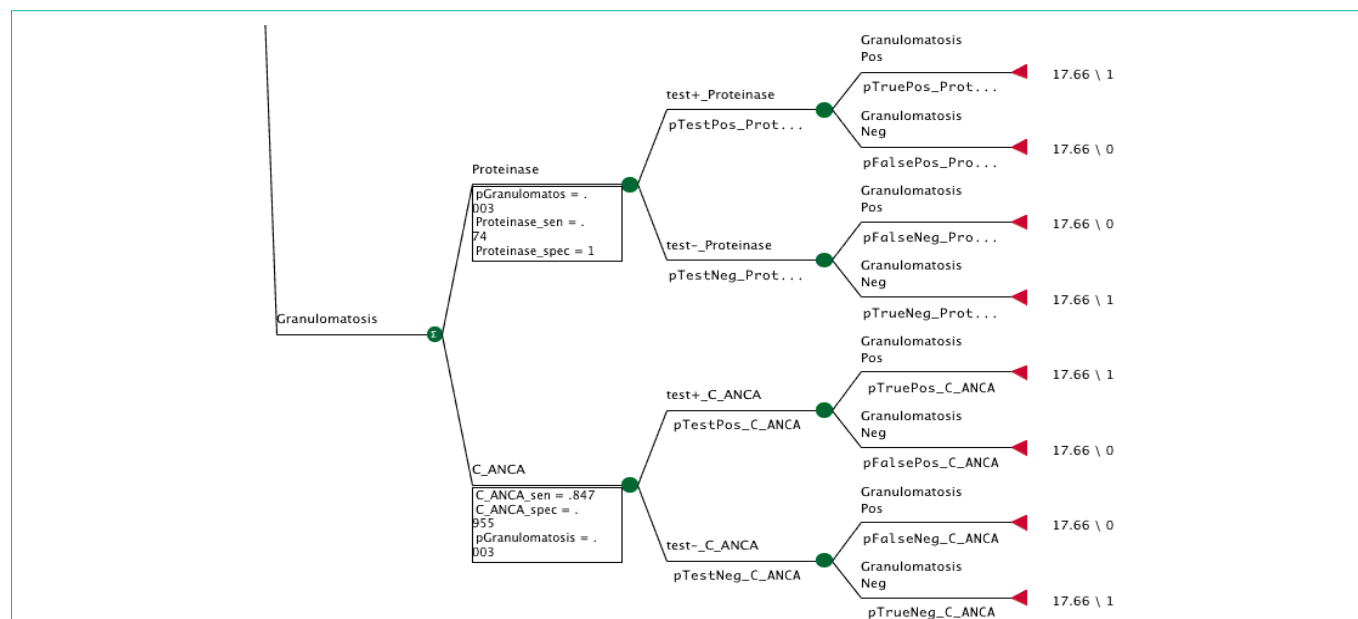 Granulomatosis
Pos
17.66 \ 1
pTruePos_Prot...
test+_Proteinase
pTestPos_Prot...
Granulomatosis
Neg
17.66 \ 0
pFalsePos_Pro...
Proteinase
pGranulomatos = .
003
Proteinase_sen = .
74
Proteinase_spec = 1
Granulomatosis
Pos
17.66 \ 0
pFalseNeg_Pro...
test-_Proteinase
pTestNeg_Prot...
Granulomatosis
Neg
17.66 \ 1
pTrueNeg_Prot...
Granulomatosis
Σ
Granulomatosis
Pos
17.66 \ 1
pTruePos_C_ANCA
test+_C_ANCA
pTestPos_C_ANCA
Granulomatosis
Neg
17.66 \ 0
pFalsePos_C_ANCA
C_ANCA
C_ANCA_sen = .847
C_ANCA_spec = .
955
pGranulomatosis = .
003
Granulomatosis
Pos
17.66 \ 0
pFalseNeg_C_ANCA
test-_C_ANCA
pTestNeg_C_ANCA
Granulomatosis
Neg
17.66 \ 1
pTrueNeg_C_ANCA